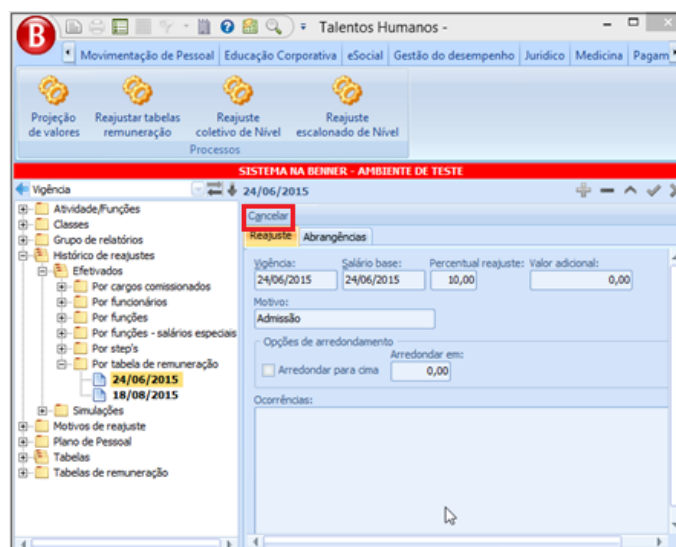 B
Talentos Humanos -
Movimentação de Pessoal Educação Corporativa eSocial Gestão do desempenho Jurídico Medicina Pagam
Projeção de valores
Reajustar tabelas remuneração
Reajuste coletivo de Nível
Reajuste escalonado de Nível
Processos
SISTEMA NA BENNER - AMBIENTE DE TESTE
Vigência
24/06/2015
Atividade/Funções
Classes
Grupo de relatórios
Histórico de reajustes
Efetivados
Por cargos comissionados
Por funcionários
Por funções
Por funções - salários especiais
Por step's
Por tabela de remuneração
24/06/2015
18/08/2015
Simulações
Motivos de reajuste
Plano de Pessoal
Tabelas
Tabelas de remuneração
Cancelar
Reajuste Abrangências
Vigência: Salário base: Percentual reajuste: Valor adicional:
24/06/2015 24/06/2015 10,00 0,00
Motivo:
Admissão
Opções de arredondamento
Arredondar em:
Arredondar para cima 0,00
Ocorrências: